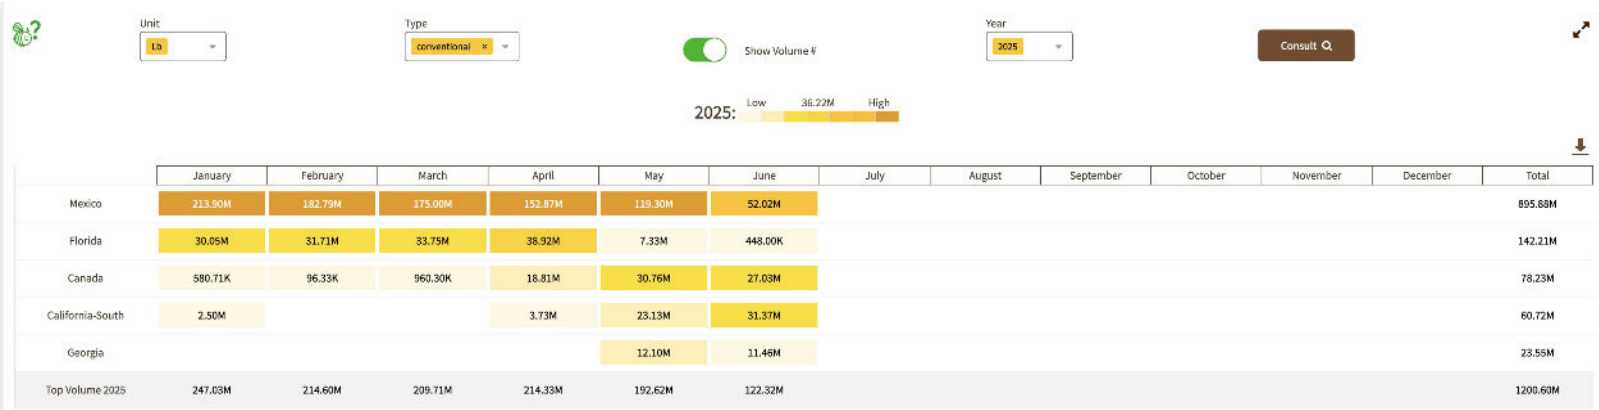 Unit Type Year
Lb conventional × Show Volume # 2025 Consult
2025: Low 36.22M High
January February March April May June July August September October November December Total
Mexico 213.90M 182.79M 175.00M 152.87M 119.30M 52.02M 895.88M
Florida 30.05M 31.71M 33.75M 38.92M 7.33M 448.00K 142.21M
Canada 580.71K 96.33K 960.30K 18.81M 30.76M 27.03M 78.23M
California-South 2.50M 3.73M 23.13M 31.37M 60.72M
Georgia 12.10M 11.46M 23.55M
Top Volume 2025 247.03M 214.60M 209.71M 214.33M 192.62M 122.32M 1200.60M